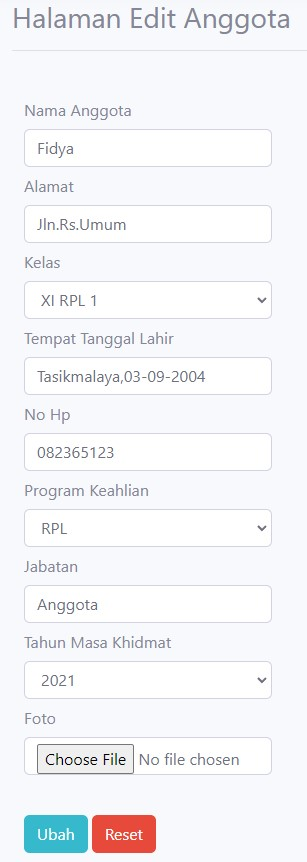 Halaman Edit Anggota
Nama Anggota
Fidya
Alamat
Jln.Rs.Umum
Kelas
XI RPL 1
Tempat Tanggal Lahir
Tasikmalaya,03-09-2004
No Hp
082365123
Program Keahlian
RPL
Jabatan
Anggota
Tahun Masa Khidmat
2021
Foto
Choose File No file chosen
Ubah Reset